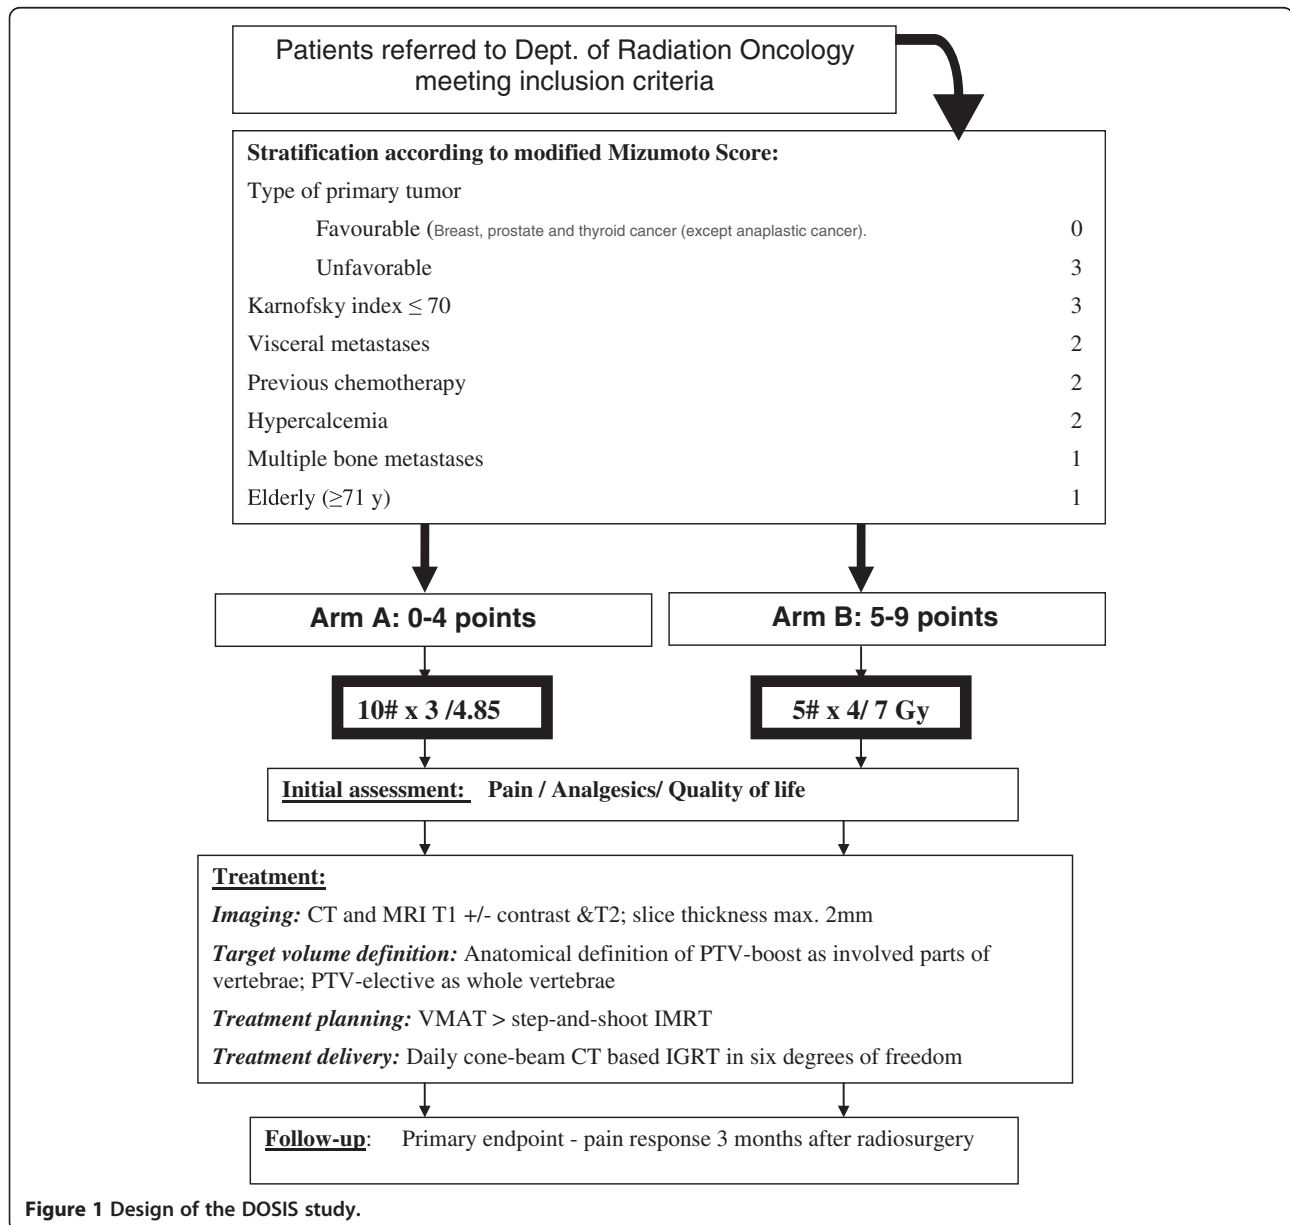 Patients referred to Dept. of Radiation Oncology
meeting inclusion criteria
Stratification according to modified Mizumoto Score:
Type of primary tumor
Favourable (Breast, prostate and thyroid cancer (except anaplastic cancer). 0
Unfavorable 3
Karnofsky index ≤ 70 3
Visceral metastases 2
Previous chemotherapy 2
Hypercalcemia 2
Multiple bone metastases 1
Elderly (≥71 y) 1
Arm A: 0-4 points
Arm B: 5-9 points
10# x 3 /4.85
5# x 4/ 7 Gy
Initial assessment: Pain / Analgesics/ Quality of life
Treatment:
Imaging: CT and MRI T1 +/- contrast &T2; slice thickness max. 2mm
Target volume definition: Anatomical definition of PTV-boost as involved parts of
vertebrae; PTV-elective as whole vertebrae
Treatment planning: VMAT > step-and-shoot IMRT
Treatment delivery: Daily cone-beam CT based IGRT in six degrees of freedom
Follow-up: Primary endpoint - pain response 3 months after radiosurgery
Figure 1 Design of the DOSIS study.